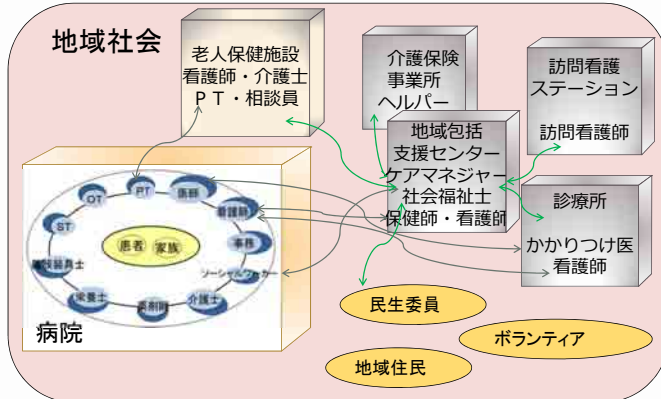 地域社会
老人保健施設
看護師・介護士
PT・相談員
介護保険
事業所
ヘルパー
訪問看護
ステーション
訪問看護師
地域包括
支援センター
ケアマネジャー
社会福祉士
保健師・看護師
診療所
かかりつけ医
看護師
PT
医師
OT
看護師
ST
患者
家族
事務
装具士
ソーシャルワーカー
栄養士
薬剤師
介護士
病院
民生委員
ボランティア
地域住民